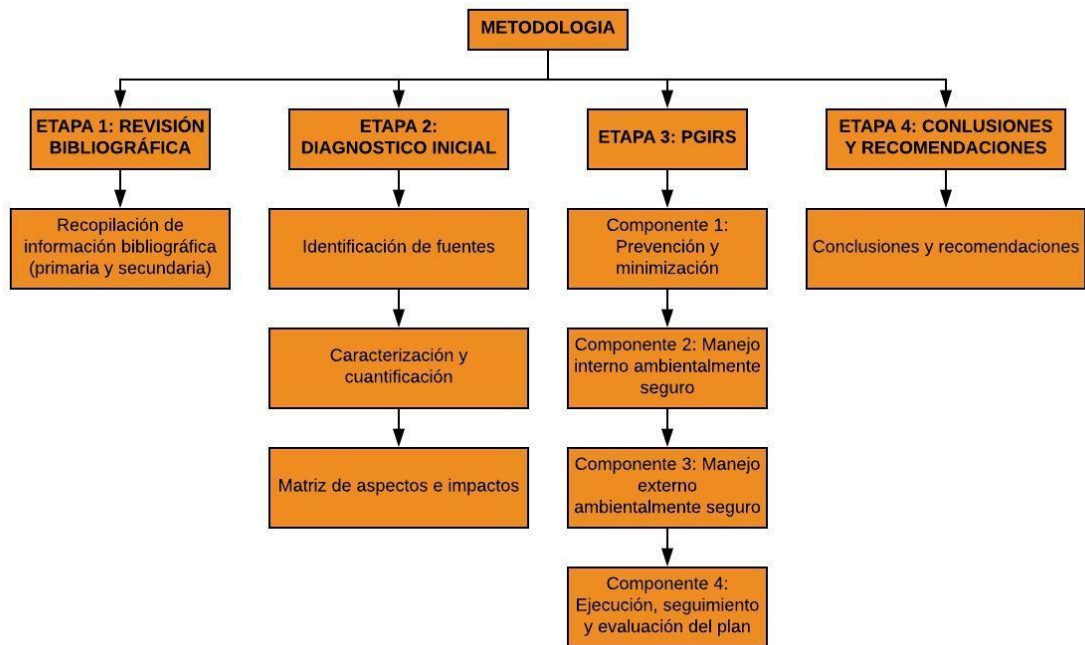 METODOLOGIA
ETAPA 1: REVISIÓN
BIBLIOGRÁFICA
Recopilación de
información bibliográfica
(primaria y secundaria)
ETAPA 2:
DIAGNOSTICO INICIAL
Identificación de fuentes
Caracterización y
cuantificación
Matriz de aspectos e impactos
ETAPA 3: PGIRS
Componente 1:
Prevención y
minimización
Componente 2: Manejo
interno ambientalmente
seguro
Componente 3: Manejo
externo
ambientalmente seguro
Componente 4:
Ejecución, seguimiento
y evaluación del plan
ETAPA 4: CONLUSIONES
Y RECOMENDACIONES
Conclusiones y recomendaciones